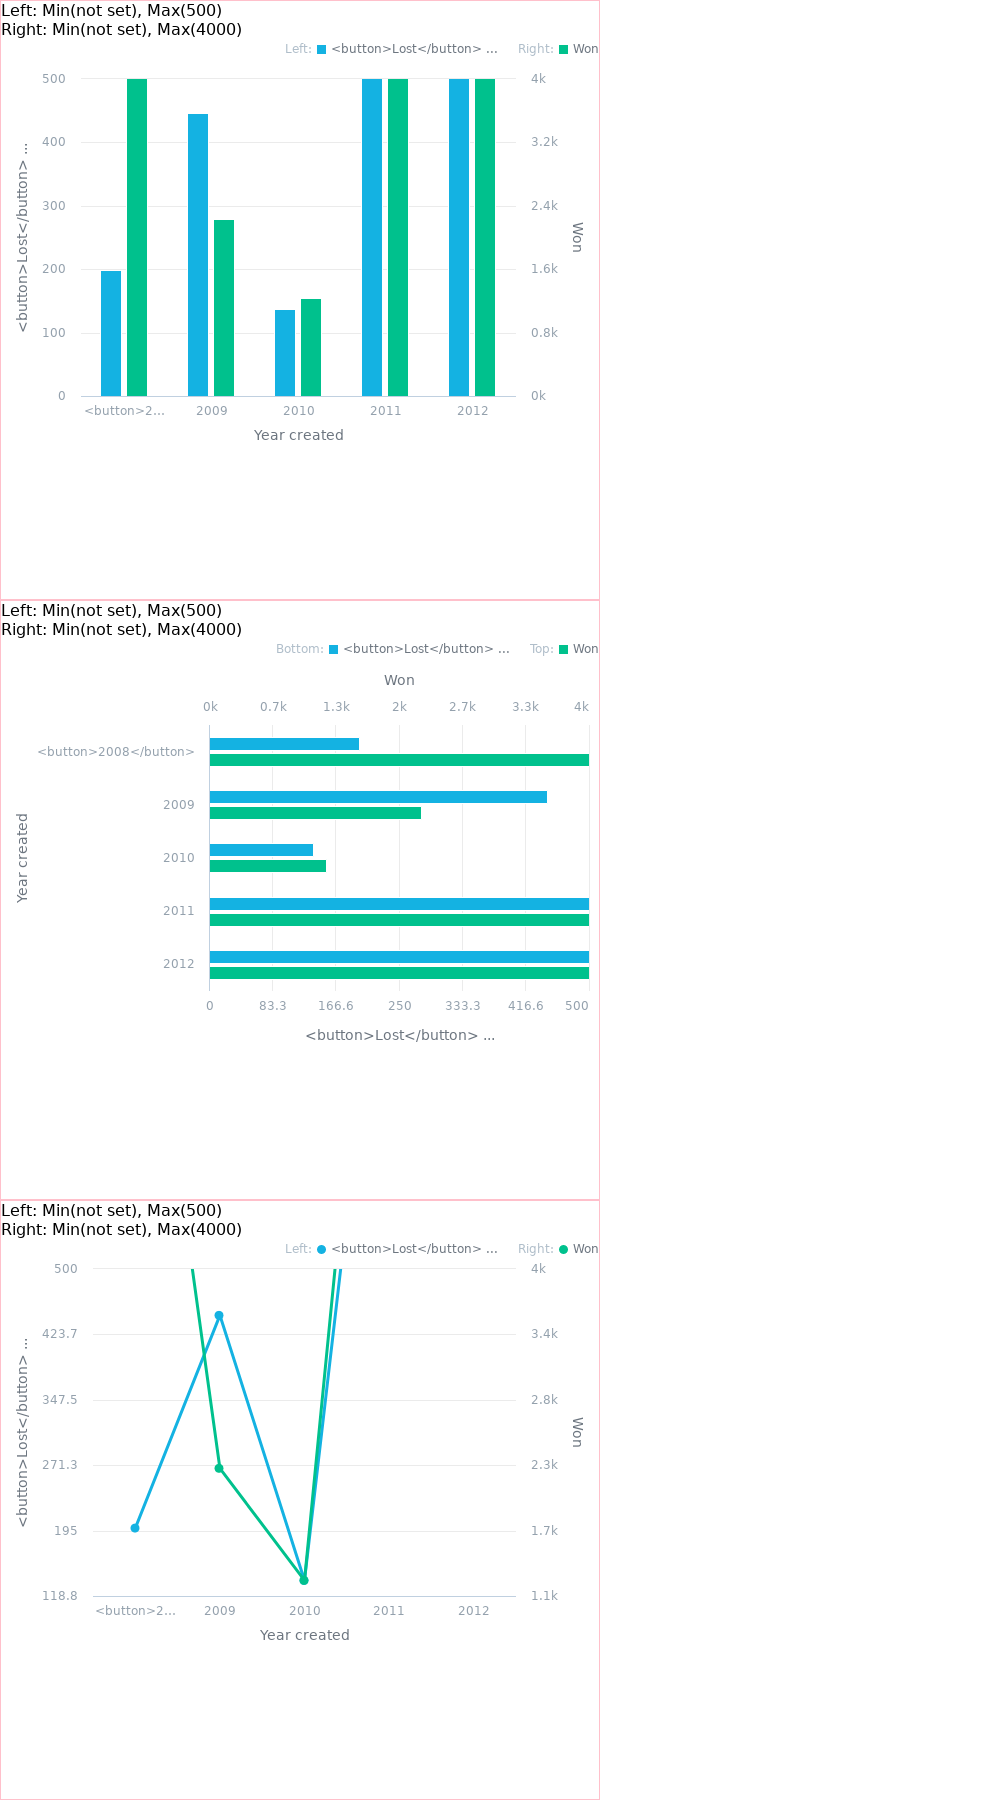 Left: Min(not set), Max(500)
Right: Min(not set), Max(4000)
Left: <button>Lost</button> ... Right: Won
500 4k
400 3.2k
300 2.4k
200 1.6k
100 0.8k
0 0k
<button>Lost</button> ...
Won
<button>2... 2009 2010 2011 2012
Year created
Left: Min(not set), Max(500)
Right: Min(not set), Max(4000)
Bottom: <button>Lost</button> ... Top: Won
Won
0k 0.7k 1.3k 2k 2.7k 3.3k 4k
<button>2008</button>
2009
2010
2011
2012
Year created
0 83.3 166.6 250 333.3 416.6 500
<button>Lost</button> ...
Left: Min(not set), Max(500)
Right: Min(not set), Max(4000)
Left: <button>Lost</button> ... Right: Won
500 4k
423.7 3.4k
347.5 2.8k
271.3 2.3k
195 1.7k
118.8 1.1k
<button>Lost</button> ...
Won
<button>2... 2009 2010 2011 2012
Year created